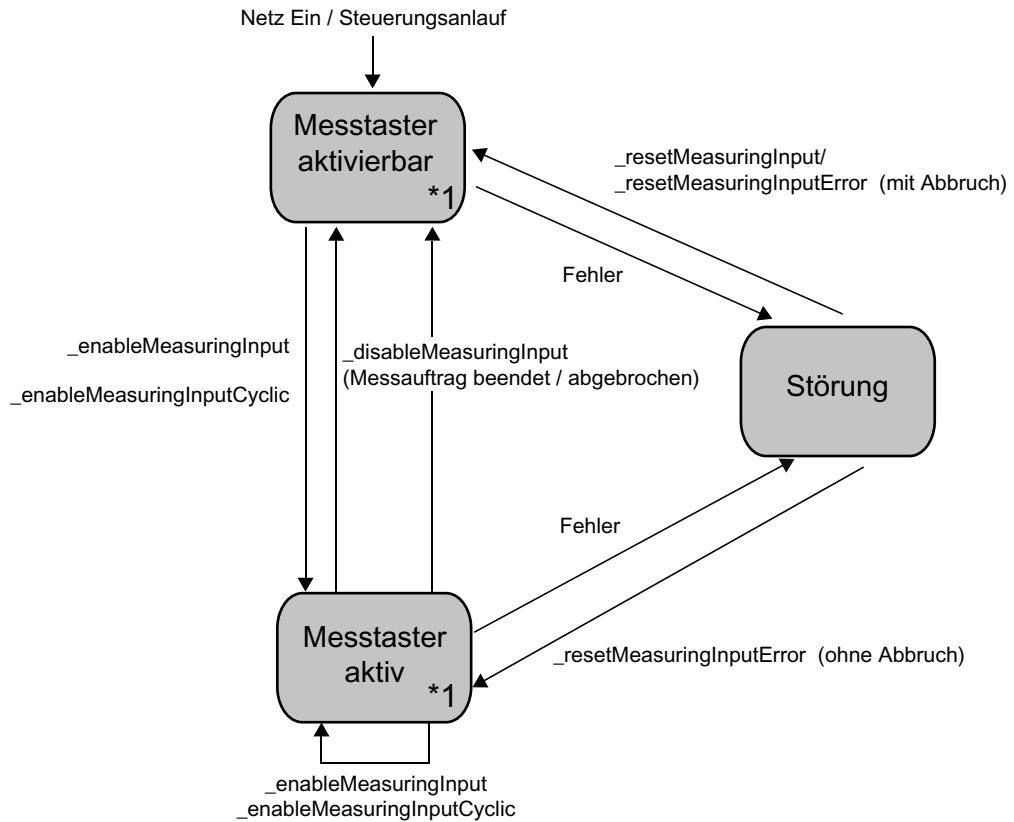 Netz Ein / Steuerungsanlauf
Messtaster
aktivierbar
*1
_resetMeasuringInput/
_resetMeasuringInputError (mit Abbruch)
Fehler
_enableMeasuringInput
_enableMeasuringInputCyclic
_disableMeasuringInput
(Messauftrag beendet / abgebrochen)
Störung
Fehler
Messtaster
aktiv
*1
_resetMeasuringInputError (ohne Abbruch)
_enableMeasuringInput
_enableMeasuringInputCyclic